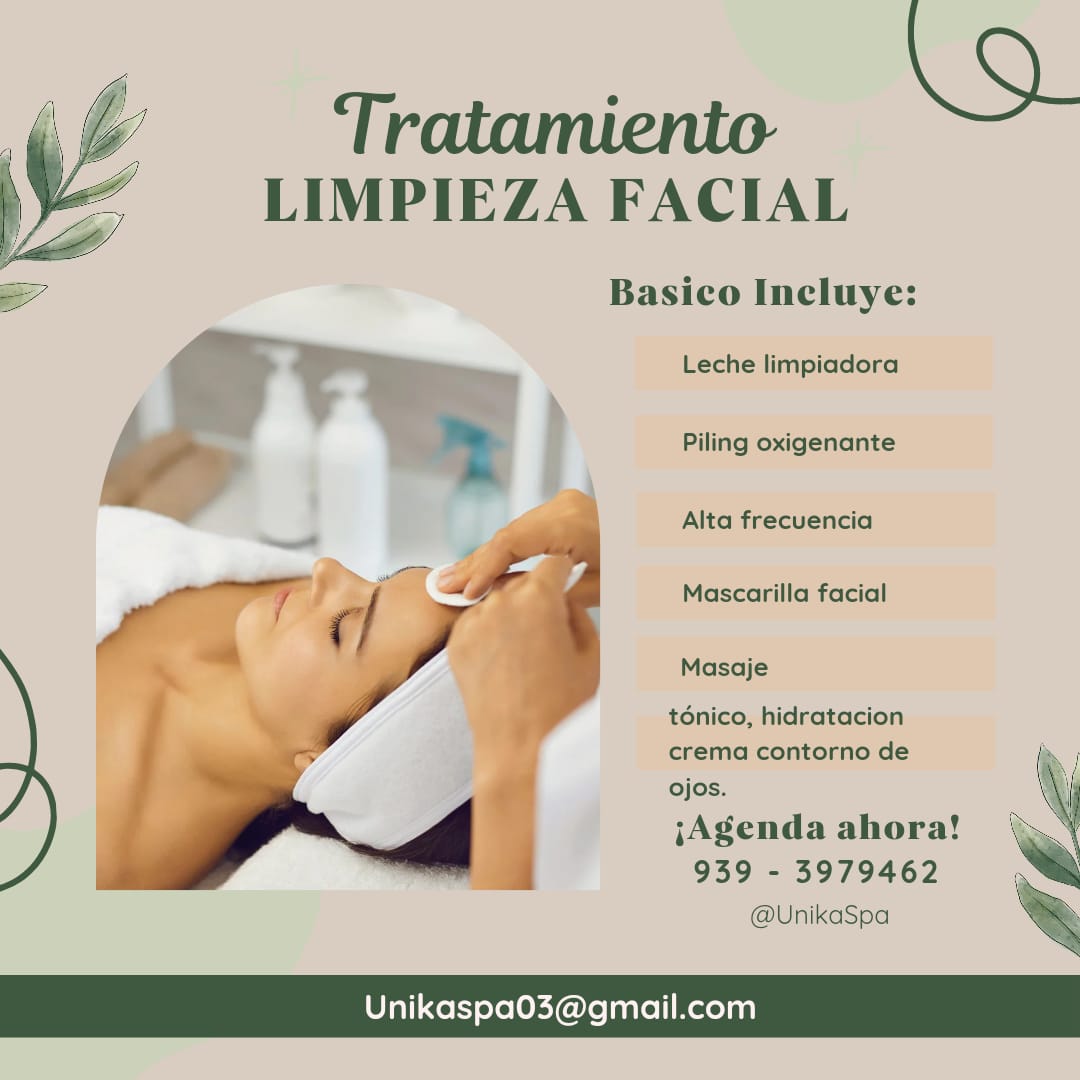 Tratamiento
LIMPIEZA FACIAL
Basico Incluye:
Leche limpiadora
Piling oxigenante
Alta frecuencia
Mascarilla facial
Masaje
tónico, hidratacion
crema contorno de
ojos.
¡Agenda ahora!
939 - 3979462
@UnikaSpa
Unikaspa03@gmail.com